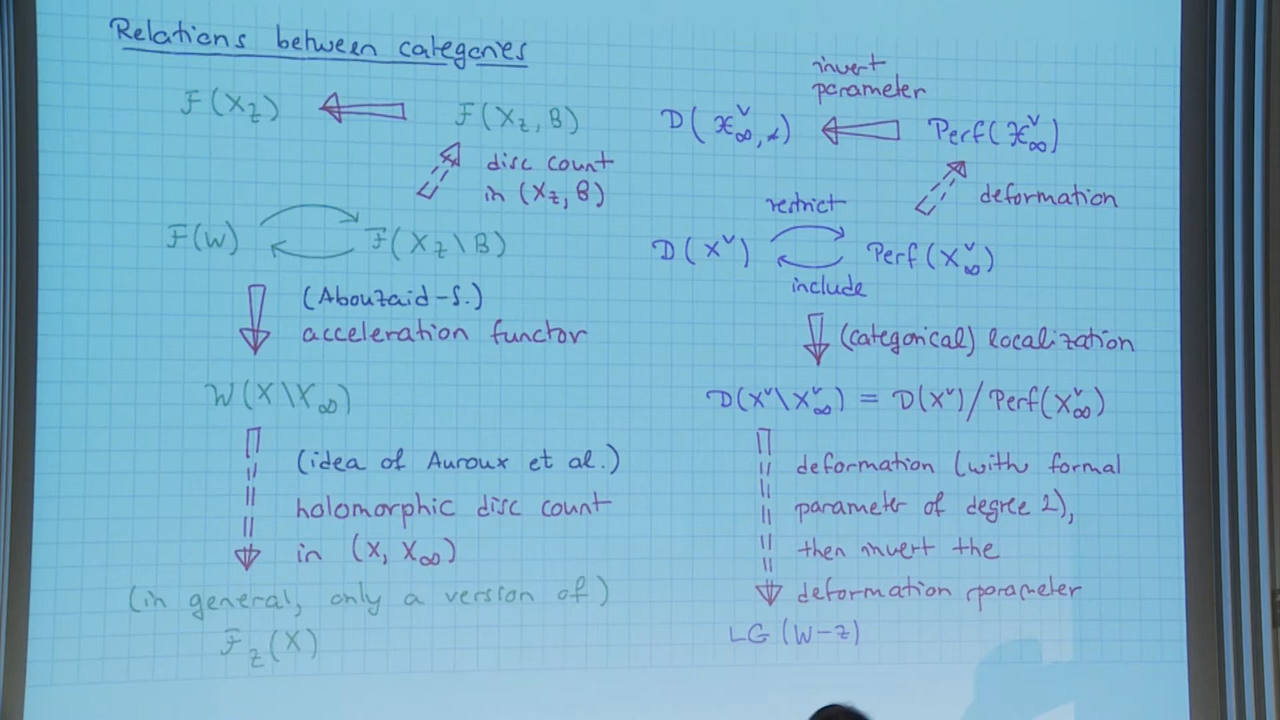 Relations between categories
F(X_z) ⇐ F(X_z, B)
disc count
in (X_z, B)
F(W) ⇄ F(X_z \ B)
(Abouzaid-S.)
acceleration functor
W(X \ X_∞)
(idea of Auroux et al.)
holomorphic disc count
in (X, X_∞)
(in general, only a version of)
F_z(X)
invert
parameter
D(𝒳^∨_{∞,*}) ⇐ Perf(𝒳^∨_∞)
deformation
restrict
D(X^∨) ⇄ Perf(X^∨_∞)
include
(categorical) localization
D(X^∨ \ X^∨_∞) = D(X^∨) / Perf(X^∨_∞)
deformation (with formal
parameter of degree 2),
then invert the
deformation parameter
LG(W-z)